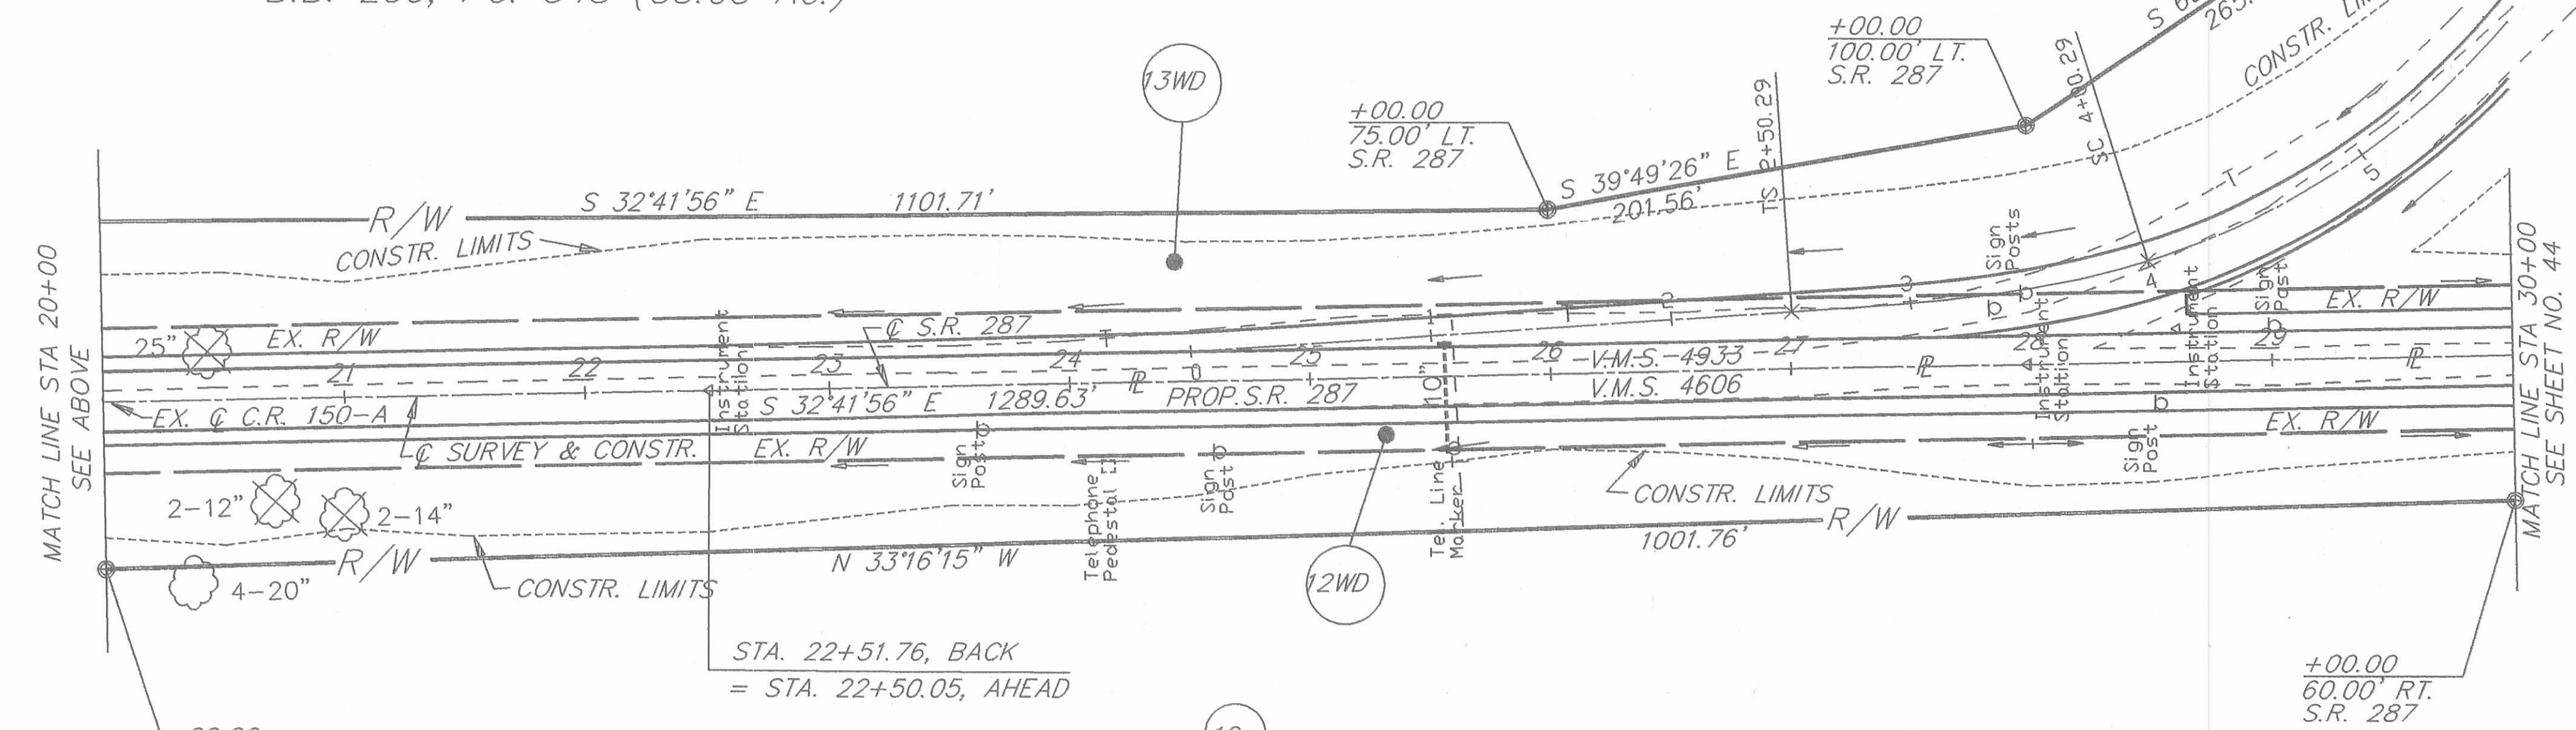 +00.00
100.00' LT.
S.R. 287
13WD
+00.00
75.00' LT.
S.R. 287
TS 2+50.29
SC 4+00.29
CONSTR.
S 39°49'26" E
201.56'
S 32°41'56" E 1101.71'
R/W
CONSTR. LIMITS
MATCH LINE STA 20+00
SEE ABOVE
MATCH LINE STA 30+00
SEE SHEET NO. 44
25"
EX. R/W
℄ S.R. 287
Instrument
Station
Sign
Posts
Instrument
Station
Instrument
Station
Sign
Post
EX. R/W
21 22 23 24 25 26 27 28 29
0 1 2 3 4 5
V.M.S. 4933
V.M.S. 4606
10"
EX. ℄ C.R. 150-A
S 32°41'56" E 1289.63'
PROP. S.R. 287
℄ SURVEY & CONSTR.
EX. R/W
EX. R/W
Sign
Post
Sign
Post
Sign
Post
Telephone
Pedestal
Tel Line
Marker
2-12"
2-14"
4-20"
CONSTR. LIMITS
R/W
R/W
N 33°16'15" W
1001.76'
CONSTR. LIMITS
12WD
STA. 22+51.76, BACK
= STA. 22+50.05, AHEAD
+00.00
60.00' RT.
S.R. 287